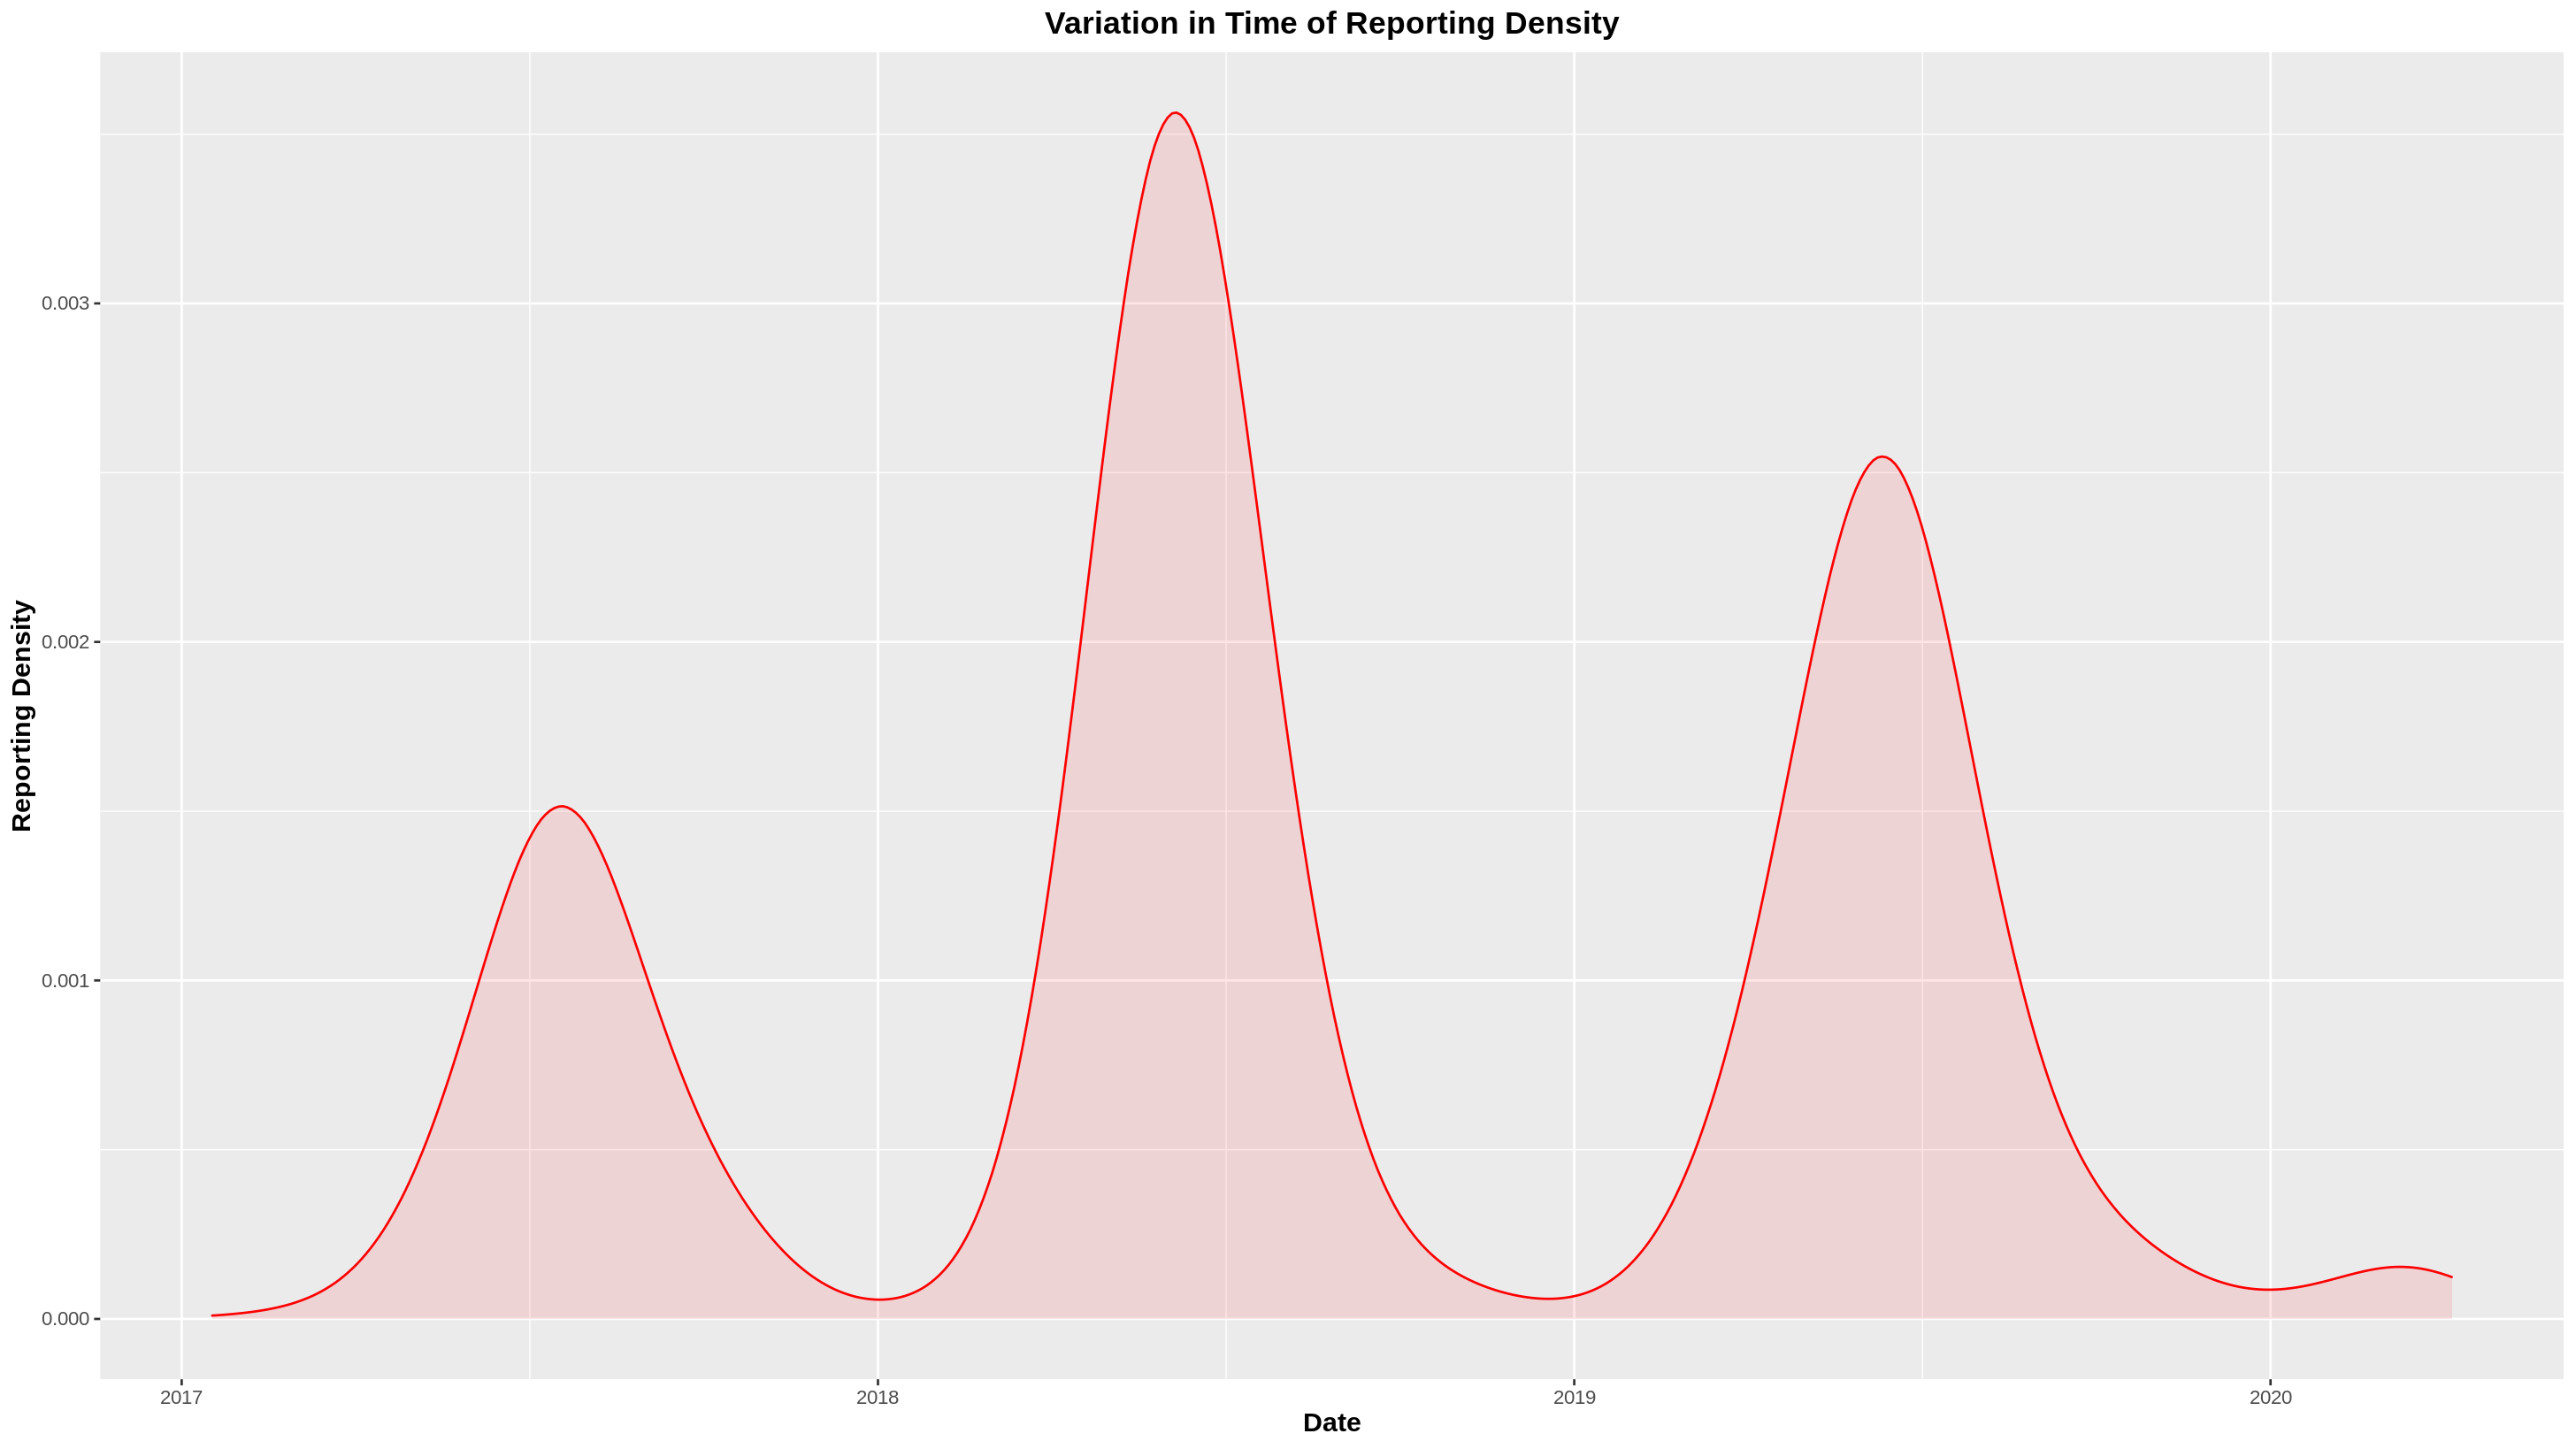 Variation in Time of Reporting Density
Reporting Density
0.003
0.002
0.001
0.000
2017 2018 2019 2020
Date